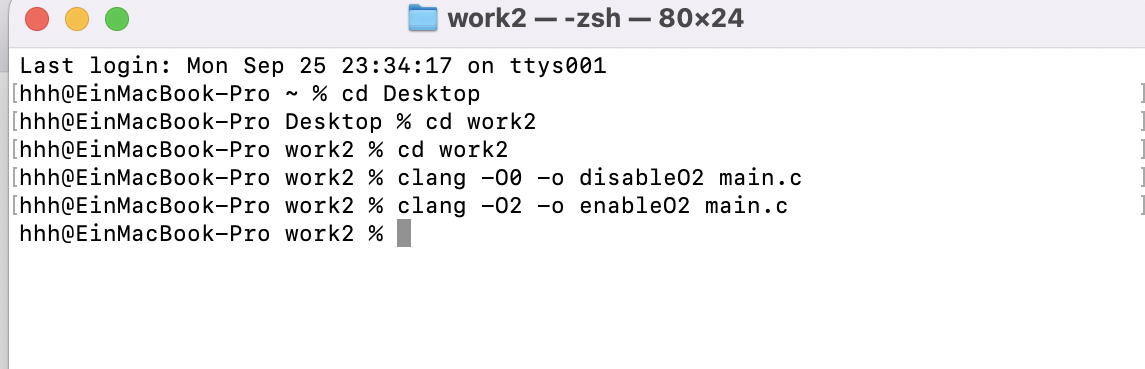 work2 — -zsh — 80×24
Last login: Mon Sep 25 23:34:17 on ttys001
[hhh@EinMacBook-Pro ~ % cd Desktop ]
[hhh@EinMacBook-Pro Desktop % cd work2 ]
[hhh@EinMacBook-Pro work2 % cd work2 ]
[hhh@EinMacBook-Pro work2 % clang -O0 -o disableO2 main.c ]
[hhh@EinMacBook-Pro work2 % clang -O2 -o enableO2 main.c ]
hhh@EinMacBook-Pro work2 %